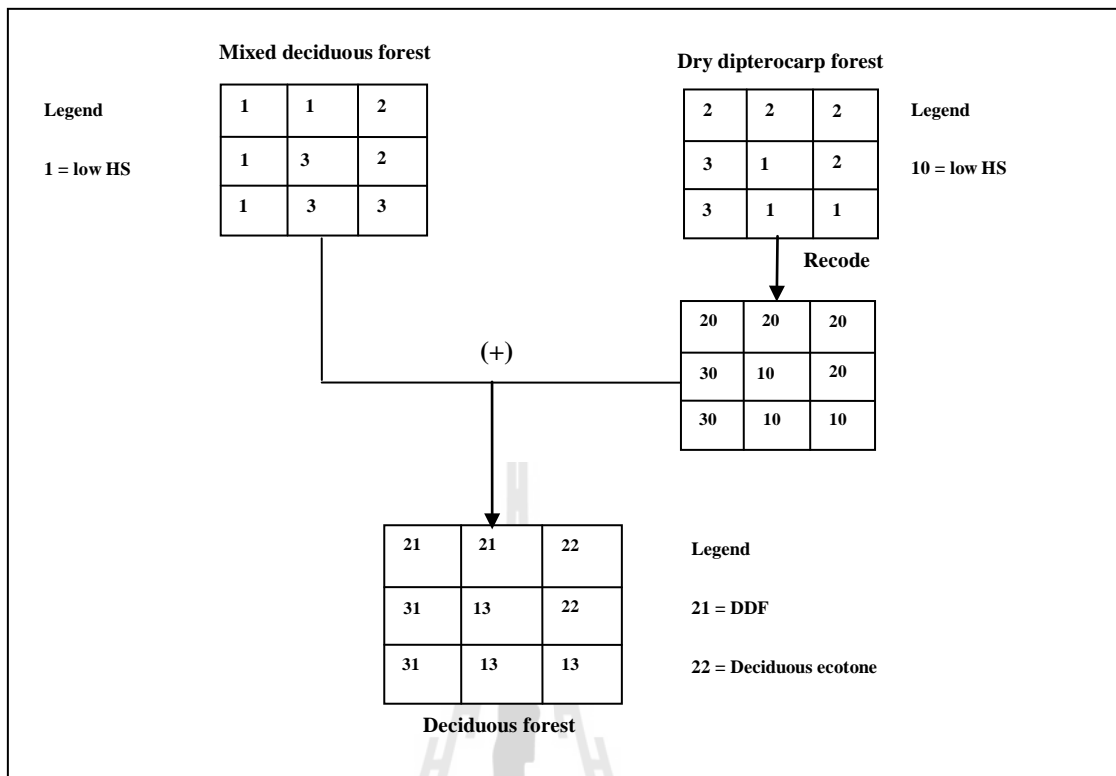 Mixed deciduous forest
Legend
1 = low HS
1 1 2
1 3 2
1 3 3
Dry dipterocarp forest
2 2 2
3 1 2
3 1 1
Legend
10 = low HS
Recode
20 20 20
30 10 20
30 10 10
(+)
21 21 22
31 13 22
31 13 13
Deciduous forest
Legend
21 = DDF
22 = Deciduous ecotone